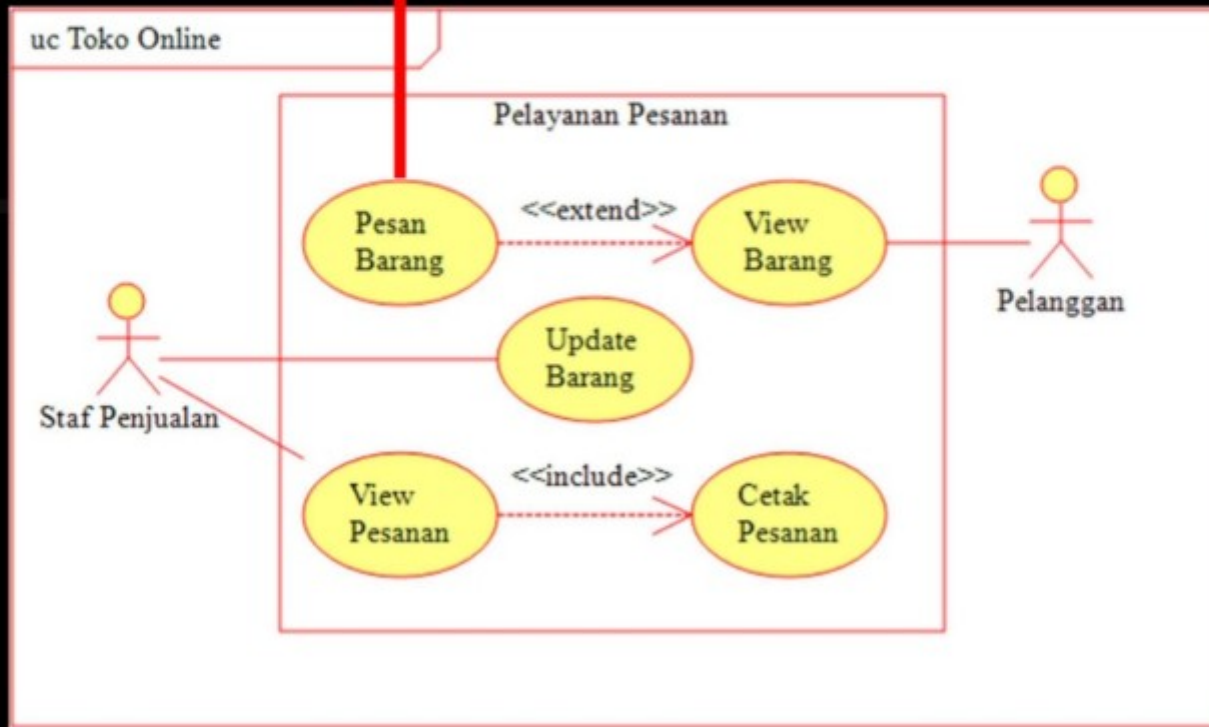 uc Toko Online
Pelayanan Pesanan
Pesan
Barang
<<extend>>
View
Barang
Pelanggan
Update
Barang
Staf Penjualan
View
Pesanan
<<include>>
Cetak
Pesanan